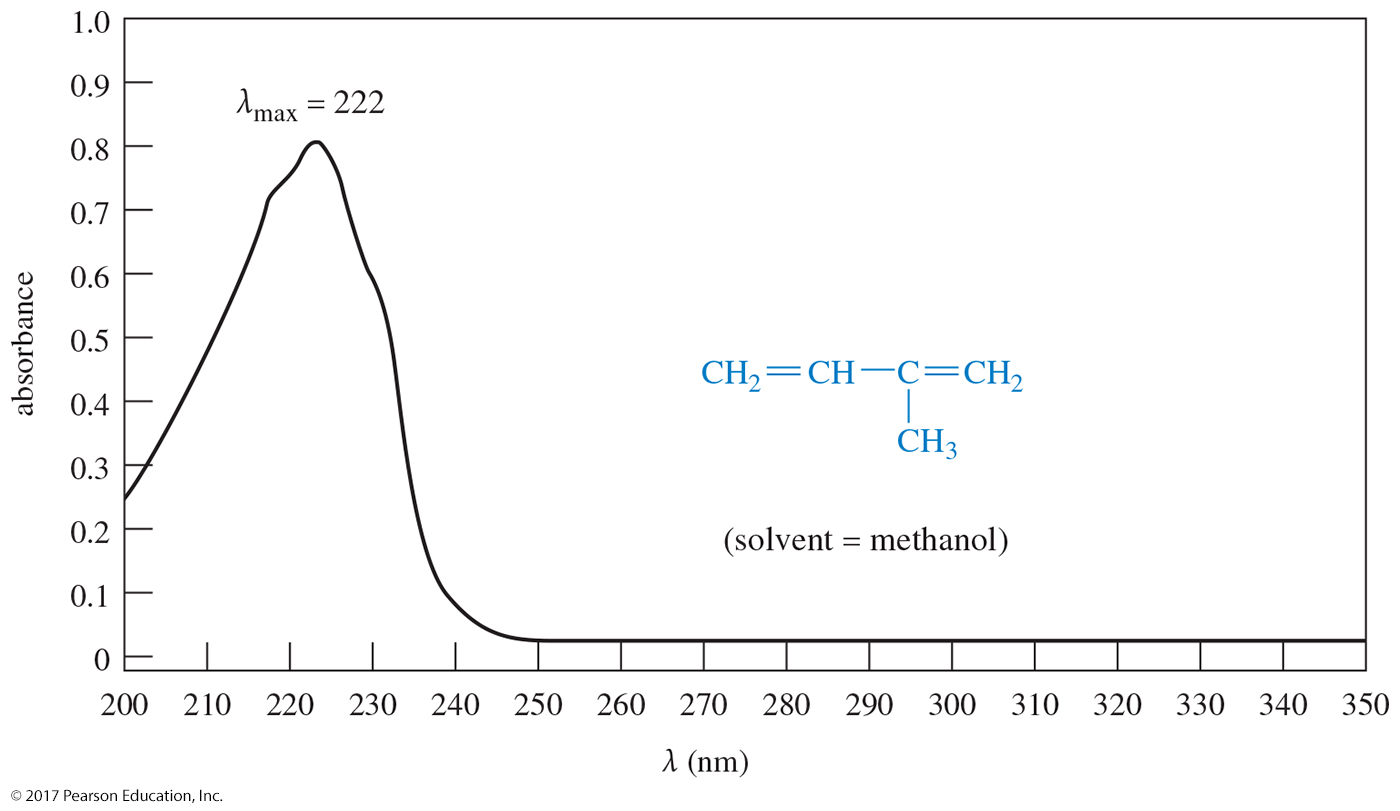 1.0
0.9
λmax = 222
0.8
0.7
0.6
0.5
0.4
0.3
0.2
0.1
0
absorbance
CH₂=CH—C=CH₂
CH₃
(solvent = methanol)
200 210 220 230 240 250 260 270 280 290 300 310 320 330 340 350
λ (nm)
© 2017 Pearson Education, Inc.